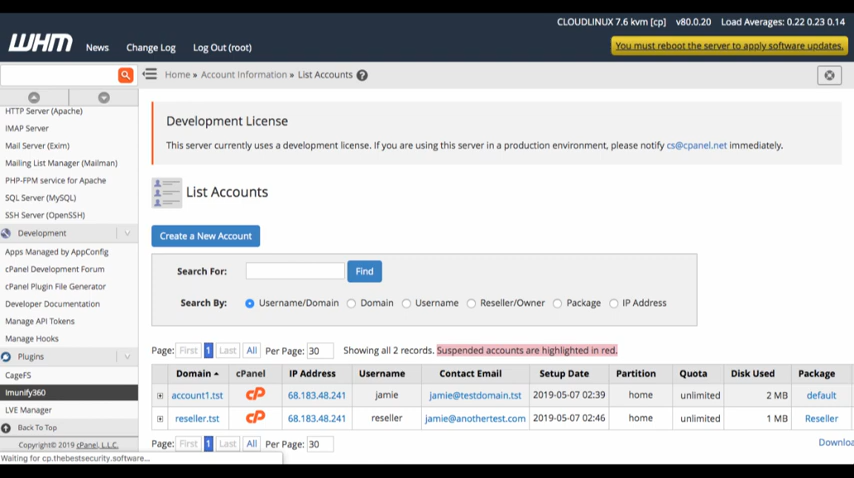 CLOUDLINUX 7.6 kvm [cp] v80.0.20 Load Averages: 0.22 0.23 0.14
WHM News Change Log Log Out (root)
You must reboot the server to apply software updates.
Home » Account Information » List Accounts
HTTP Server (Apache)
IMAP Server
Mail Server (Exim)
Mailing List Manager (Mailman)
PHP-FPM service for Apache
SQL Server (MySQL)
SSH Server (OpenSSH)
Development
Apps Managed by AppConfig
cPanel Development Forum
cPanel Plugin File Generator
Developer Documentation
Manage API Tokens
Manage Hooks
Plugins
CageFS
Imunify360
LVE Manager
Back To Top
Copyright© 2019 cPanel, L.L.C.
Waiting for cp.thebestsecurity.software...
Development License
This server currently uses a development license. If you are using this server in a production environment, please notify cs@cpanel.net immediately.
List Accounts
Create a New Account
Search For: Find
Search By: Username/Domain Domain Username Reseller/Owner Package IP Address
Page: First 1 Last All Per Page: 30 Showing all 2 records. Suspended accounts are highlighted in red.
Domain cPanel IP Address Username Contact Email Setup Date Partition Quota Disk Used Package
account1.tst cP 68.183.48.241 jamie jamie@testdomain.tst 2019-05-07 02:39 home unlimited 2 MB default
reseller.tst cP 68.183.48.241 reseller jamie@anothertest.com 2019-05-07 02:46 home unlimited 1 MB Reseller
Page: First 1 Last All Per Page: 30 Downloa